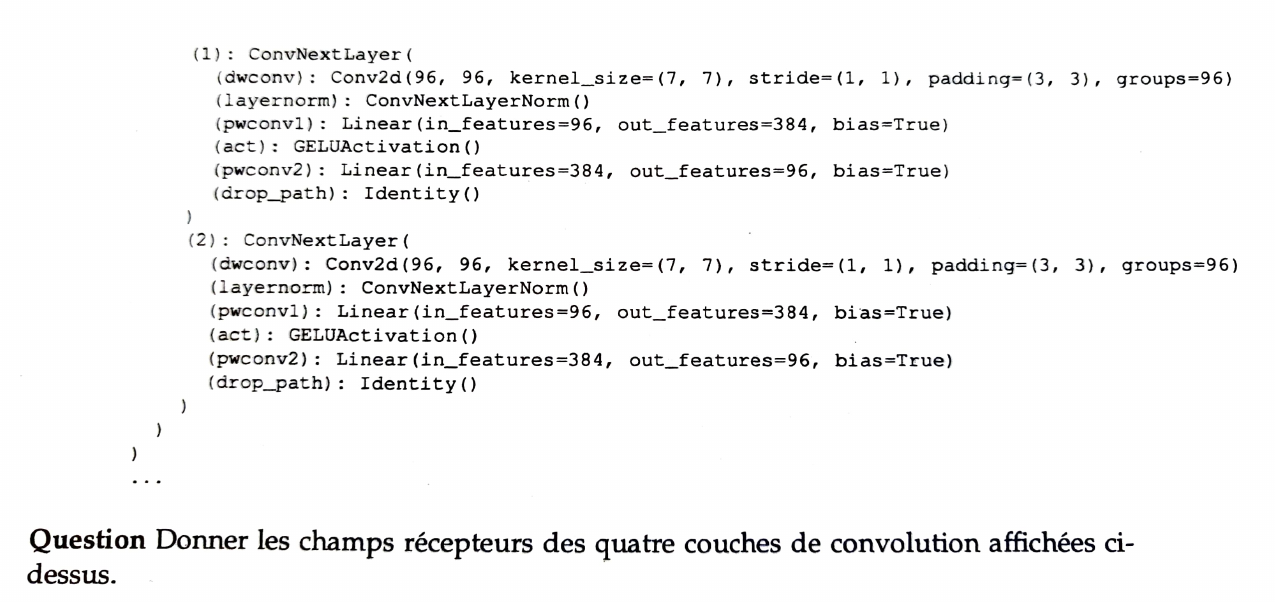 (1): ConvNextLayer(
(dwconv): Conv2d(96, 96, kernel_size=(7, 7), stride=(1, 1), padding=(3, 3), groups=96)
(layernorm): ConvNextLayerNorm()
(pwconv1): Linear(in_features=96, out_features=384, bias=True)
(act): GELUActivation()
(pwconv2): Linear(in_features=384, out_features=96, bias=True)
(drop_path): Identity()
)
(2): ConvNextLayer(
(dwconv): Conv2d(96, 96, kernel_size=(7, 7), stride=(1, 1), padding=(3, 3), groups=96)
(layernorm): ConvNextLayerNorm()
(pwconv1): Linear(in_features=96, out_features=384, bias=True)
(act): GELUActivation()
(pwconv2): Linear(in_features=384, out_features=96, bias=True)
(drop_path): Identity()
)
)
)
...
Question Donner les champs récepteurs des quatre couches de convolution affichées ci-
dessus.